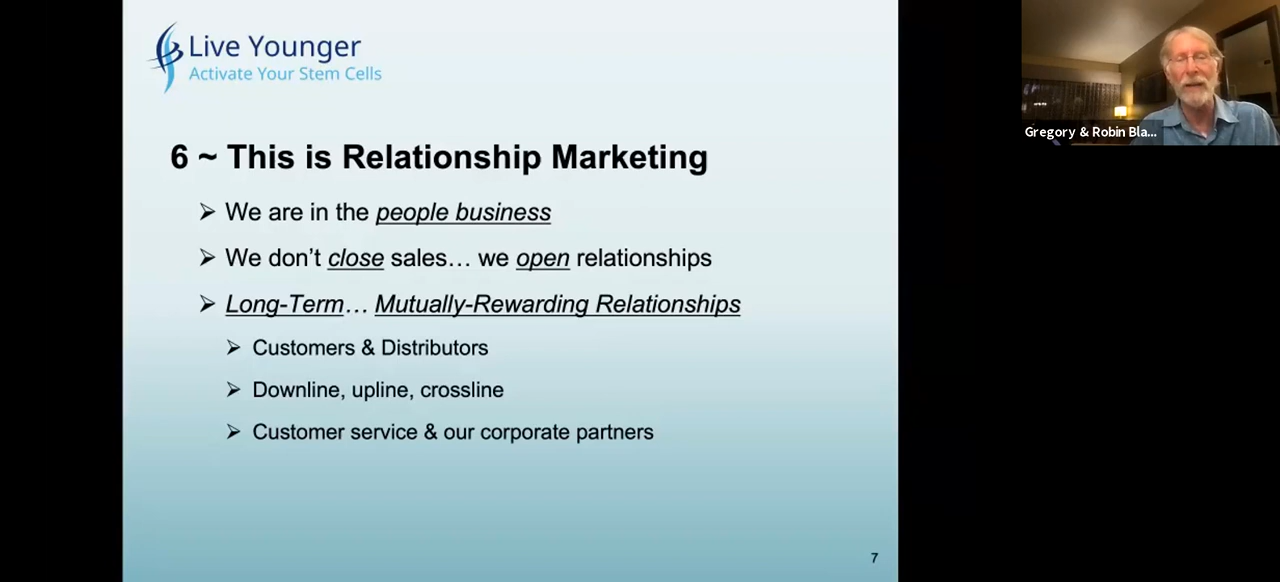 Live Younger
Activate Your Stem Cells
6 ~ This is Relationship Marketing
➢ We are in the people business
➢ We don’t close sales… we open relationships
➢ Long-Term… Mutually-Rewarding Relationships
➢ Customers & Distributors
➢ Downline, upline, crossline
➢ Customer service & our corporate partners
7
Gregory & Robin Bla...